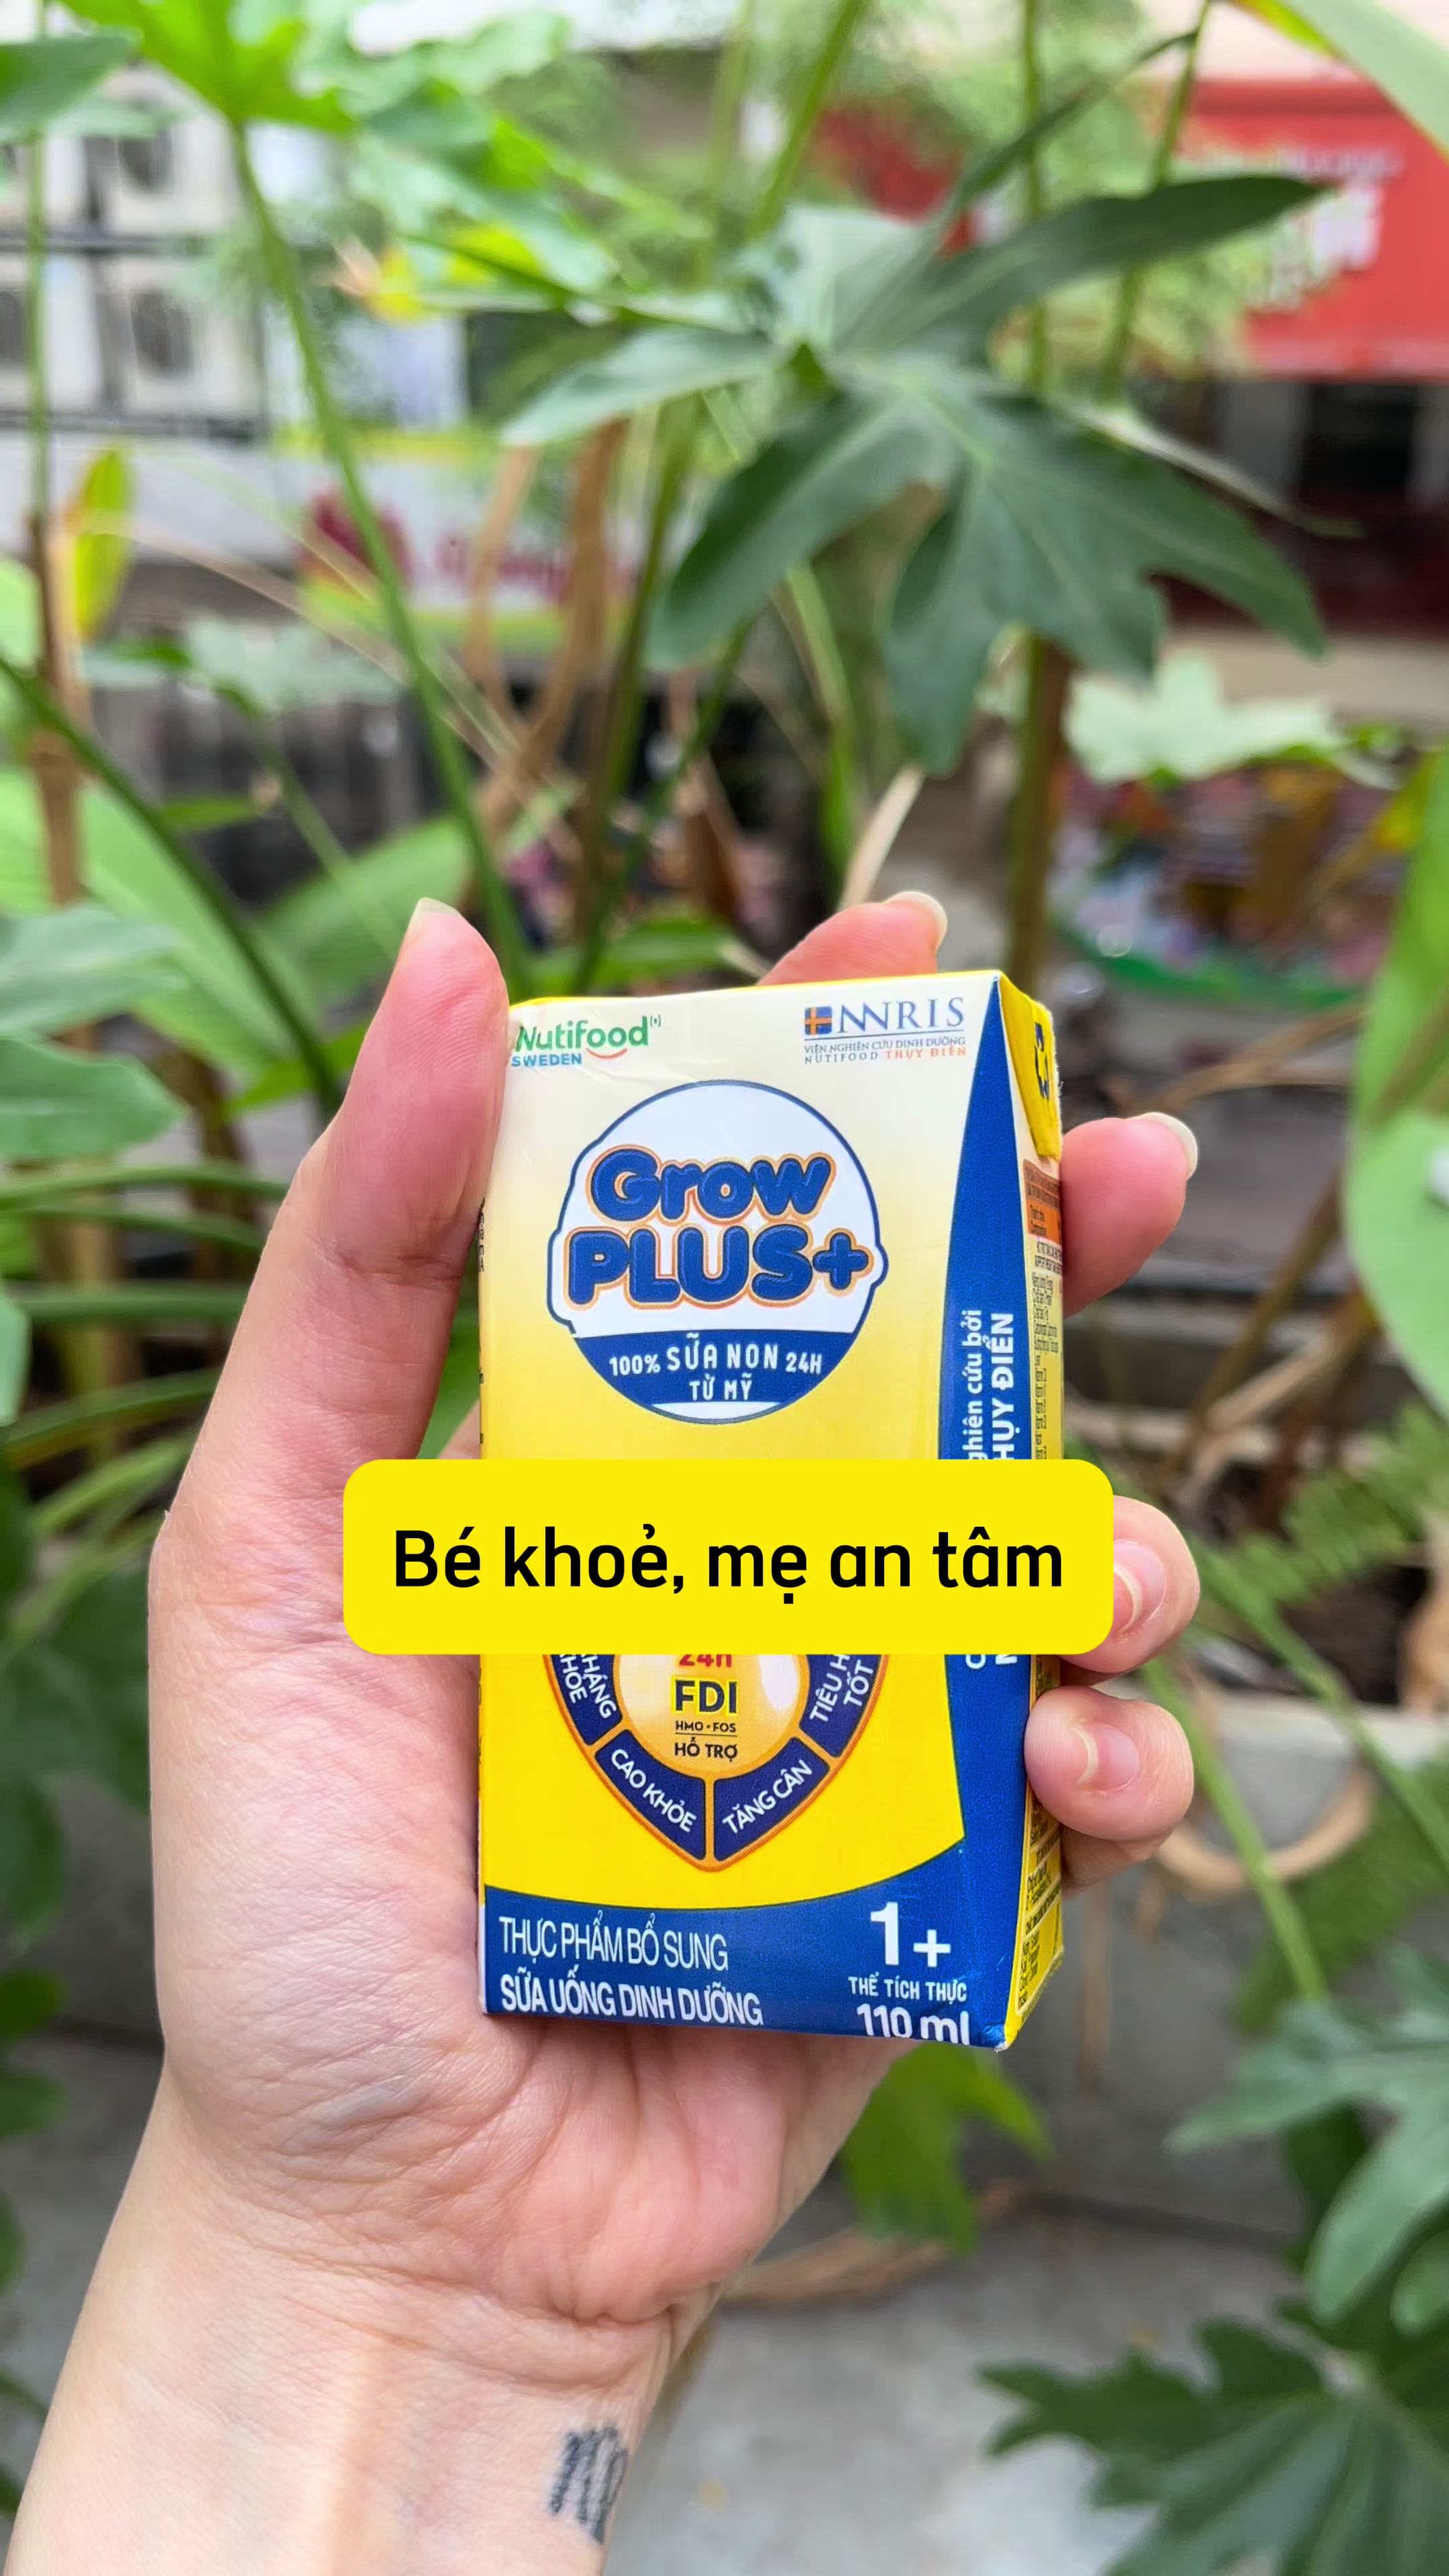 Nutifood
SWEDEN
NNRIS
VIỆN NGHIÊN CỨU DINH DƯỠNG
NUTIFOOD THỤY ĐIỂN
Grow
PLUS+
100% SỮA NON 24H
TỪ MỸ
Bé khoẻ, mẹ an tâm
24h
FDI
HMO • FOS
HỖ TRỢ
CAO KHỎE
TĂNG CÂN
TỐT
THỰC PHẨM BỔ SUNG
SỮA UỐNG DINH DƯỠNG
1+
THỂ TÍCH THỰC
110 ml